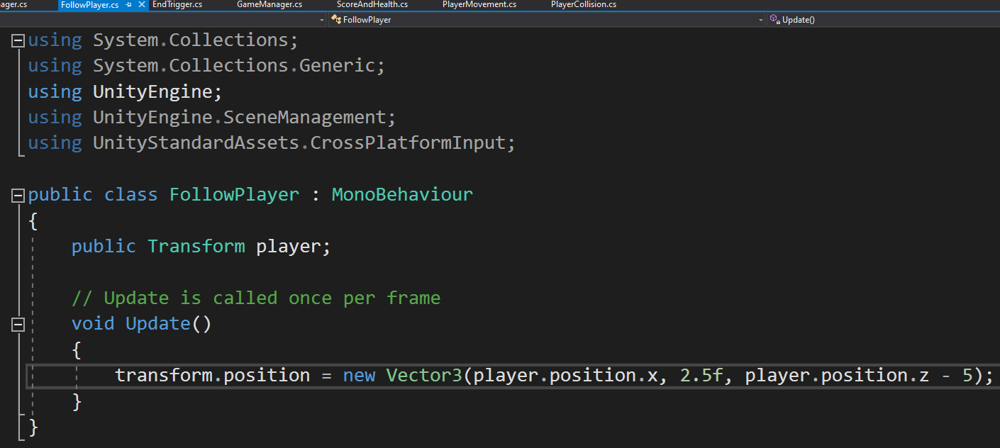 ager.cs FollowPlayer.cs EndTrigger.cs GameManager.cs ScoreAndHealth.cs PlayerMovement.cs PlayerCollision.cs
FollowPlayer Update()
using System.Collections;
using System.Collections.Generic;
using UnityEngine;
using UnityEngine.SceneManagement;
using UnityStandardAssets.CrossPlatformInput;
public class FollowPlayer : MonoBehaviour
{
public Transform player;
// Update is called once per frame
void Update()
{
transform.position = new Vector3(player.position.x, 2.5f, player.position.z - 5);
}
}